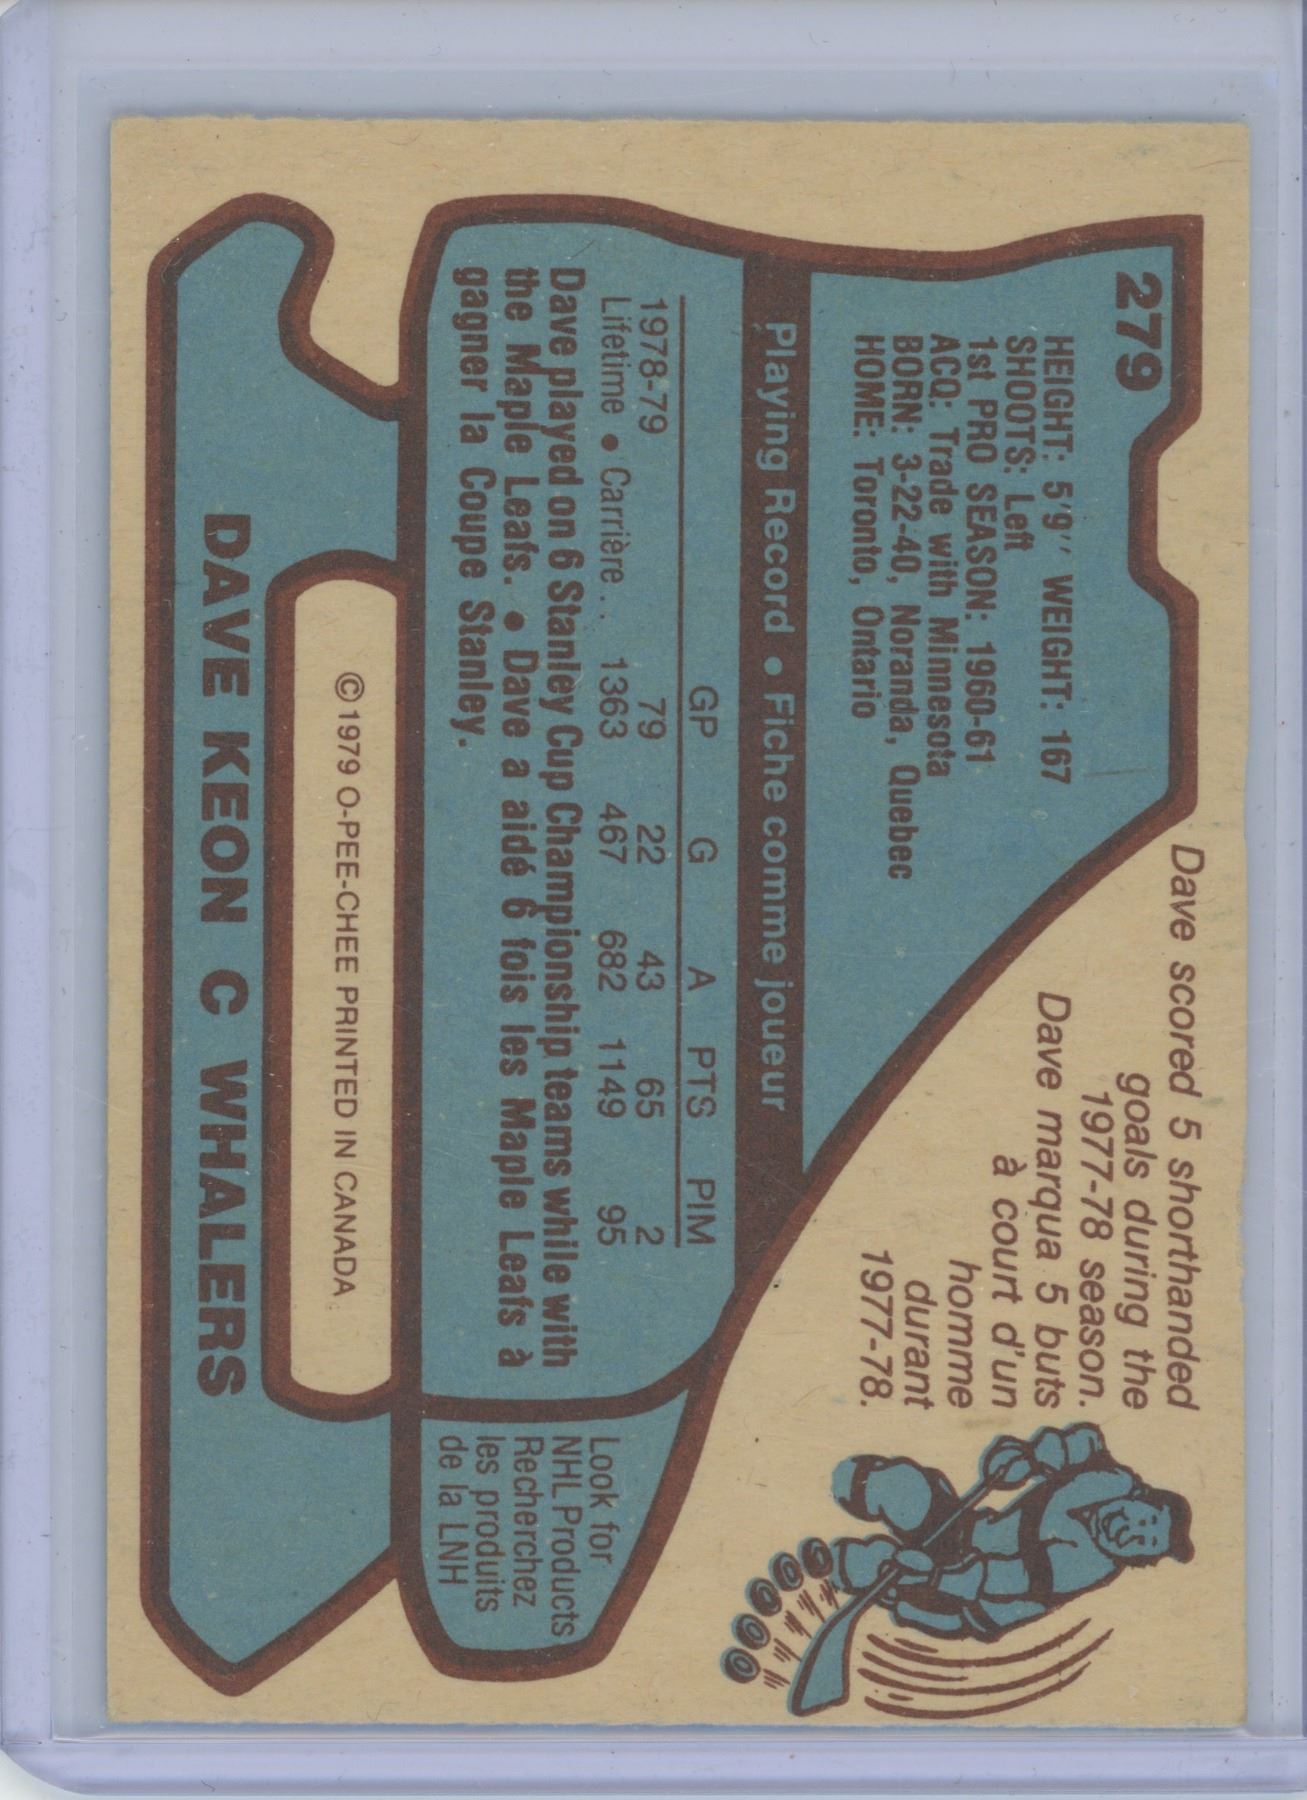 279
HEIGHT: 5'9'' WEIGHT: 167
SHOOTS: Left
1st PRO SEASON: 1960-61
ACQ: Trade with Minnesota
BORN: 3-22-40, Noranda, Quebec
HOME: Toronto, Ontario
Dave scored 5 shorthanded
goals during the
1977-78 season.
Dave marqua 5 buts
à court d'un
homme
durant
1977-78.
Playing Record • Fiche comme joueur
GP G A PTS PIM
1978-79 79 22 43 65 2
Lifetime • Carrière.. 1363 467 682 1149 95
Dave played on 6 Stanley Cup Championship teams while with
the Maple Leafs. • Dave a aidé 6 fois les Maple Leafs à
gagner la Coupe Stanley.
Look for
NHL Products
Recherchez
les produits
de la LNH
© 1979 O-PEE-CHEE PRINTED IN CANADA
DAVE KEON C WHALERS